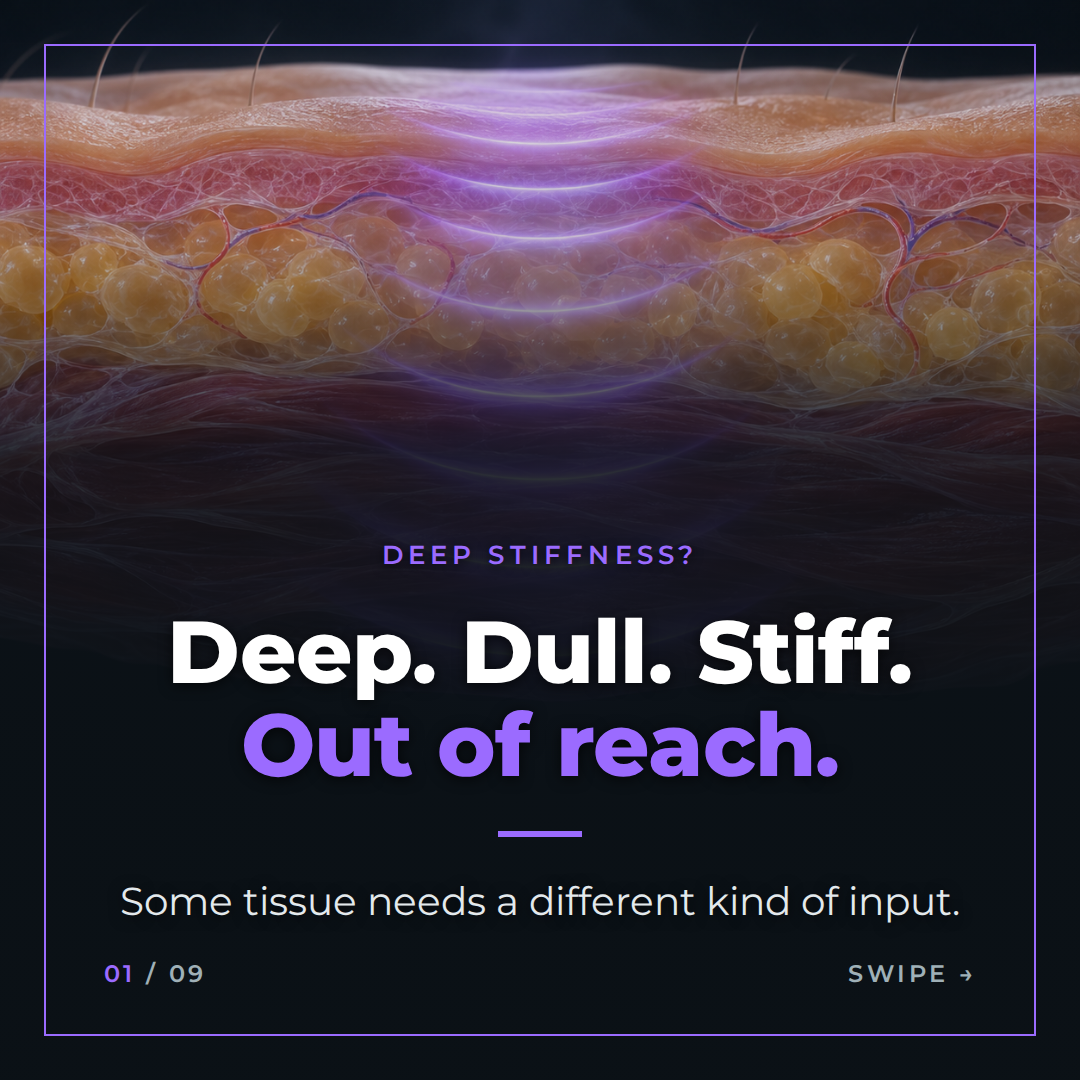 DEEP STIFFNESS?
Deep. Dull. Stiff.
Out of reach.
Some tissue needs a different kind of input.
01 / 09
SWIPE →